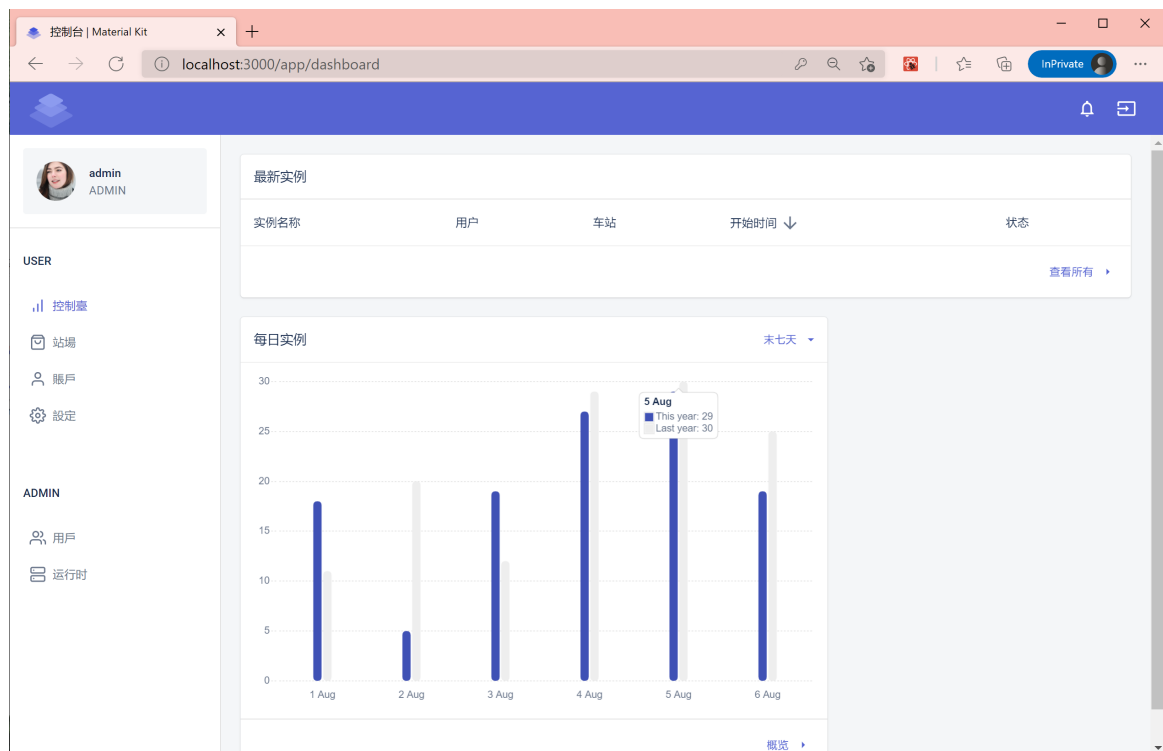 控制台 | Material Kit
localhost:3000/app/dashboard
InPrivate
admin
ADMIN
USER
控制臺
站場
賬戶
設定
ADMIN
用戶
运行时
最新实例
实例名称 用户 车站 开始时间 状态
查看所有
每日实例 末七天
30
25
20
15
10
5
0
5 Aug
This year: 29
Last year: 30
1 Aug 2 Aug 3 Aug 4 Aug 5 Aug 6 Aug
概览